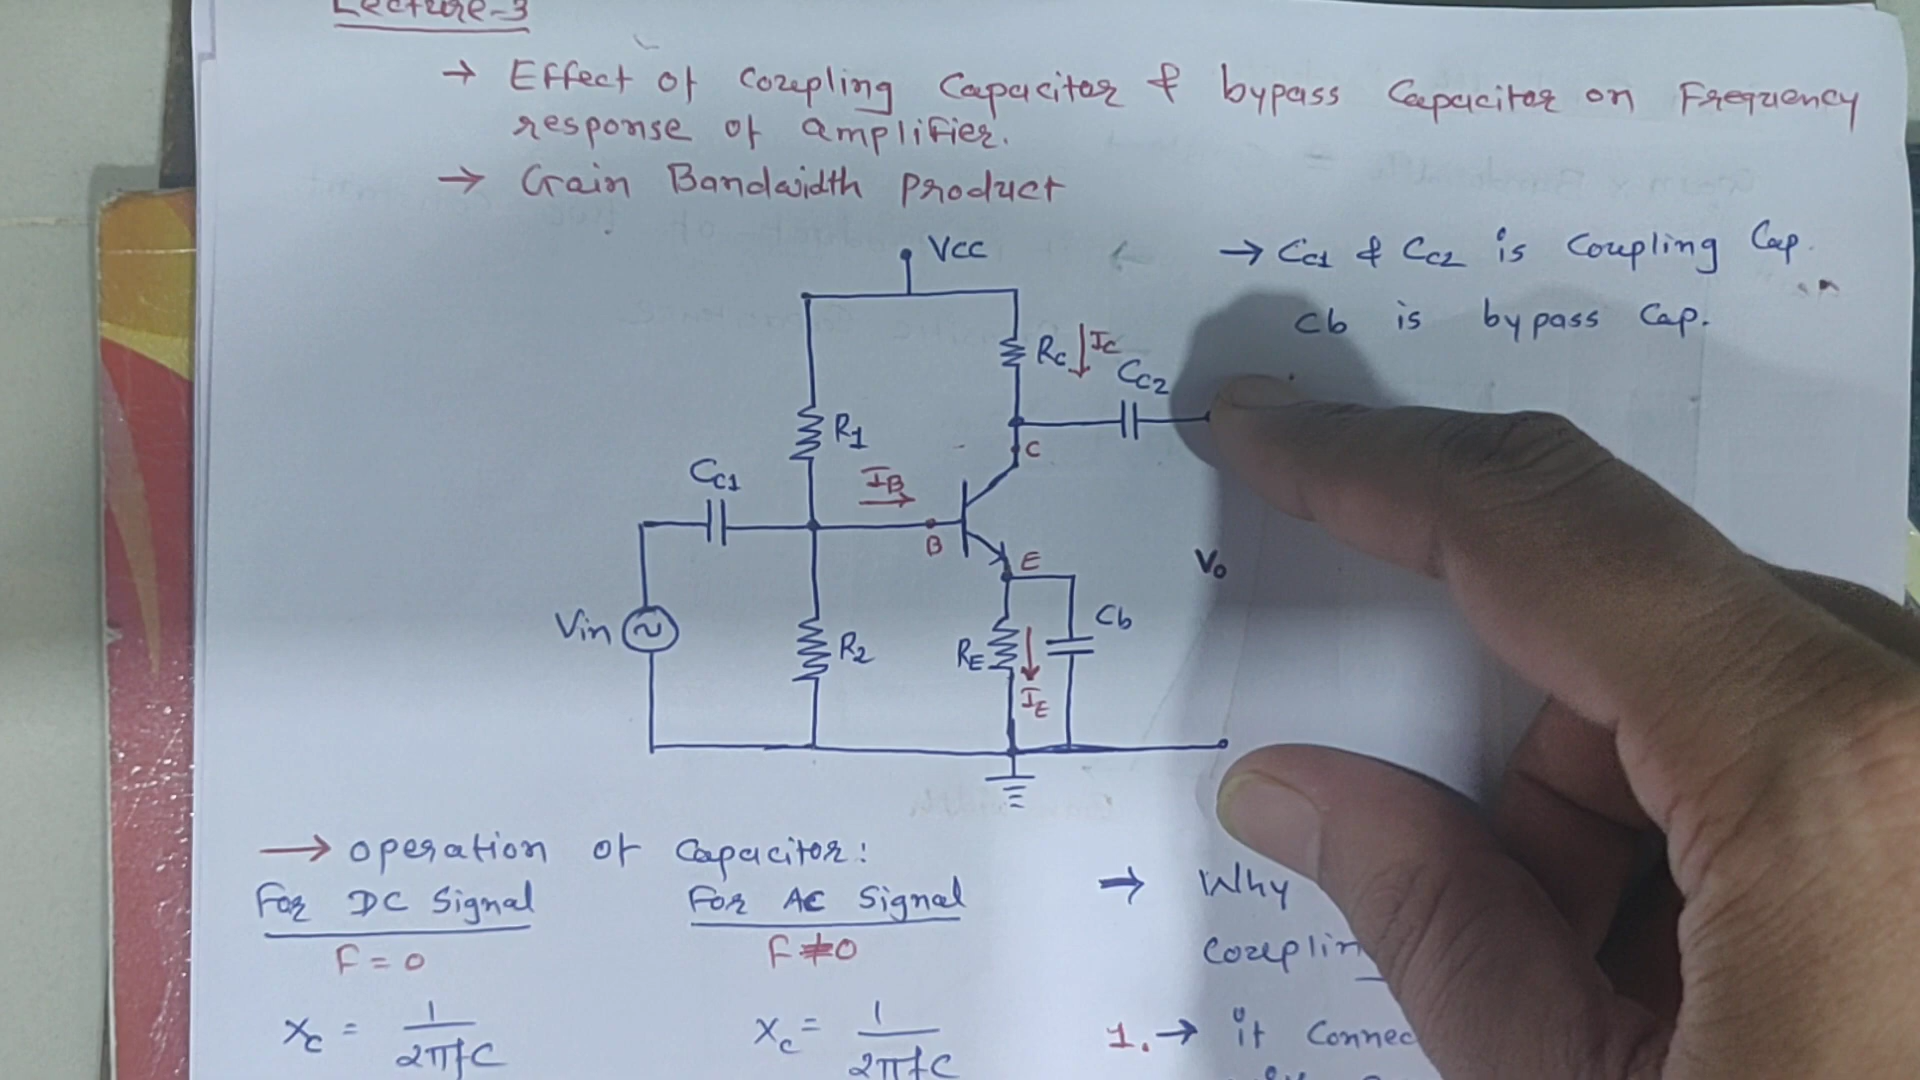 Lecture-3
→ Effect of Coupling Capacitor & bypass Capacitor on Frequency
response of amplifier.
→ Gain Bandwidth Product
→ Cc1 & Cc2 is Coupling Cap.
Cb is bypass Cap.
Vcc
Rc
Ic
Cc2
R1
C
Cc1
IB
B
E
Vo
Vin
R2
RE
Cb
IE
→ operation of Capacitor:
For DC Signal
For AC Signal
F = 0
F ≠ 0
Xc = 1/2πfC
Xc = 1/2πfC
→ Why
1. → it